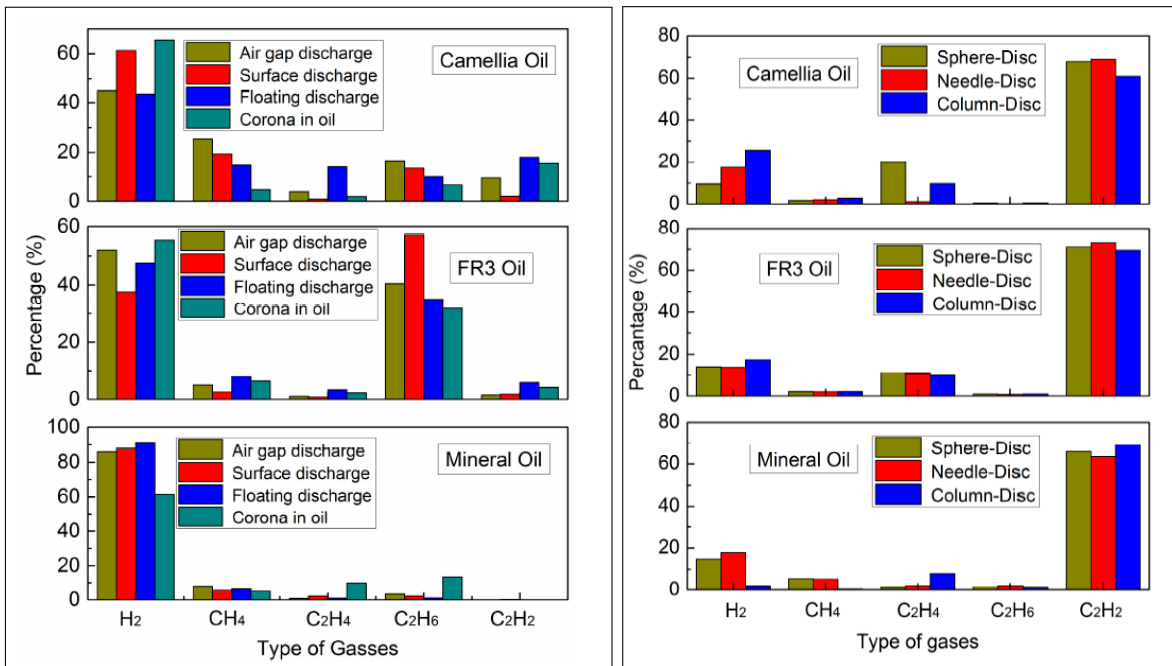 Percentage (%)
60
40
20
0
Air gap discharge
Surface discharge
Floating discharge
Corona in oil
Camellia Oil
60
40
20
0
Air gap discharge
Surface discharge
Floating discharge
Corona in oil
FR3 Oil
100
80
60
40
20
0
Air gap discharge
Surface discharge
Floating discharge
Corona in oil
Mineral Oil
H2 CH4 C2H4 C2H6 C2H2
Type of Gasses
Percantage (%)
80
60
40
20
0
Camellia Oil
Sphere-Disc
Needle-Disc
Column-Disc
80
60
40
20
0
FR3 Oil
Sphere-Disc
Needle-Disc
Column-Disc
80
60
40
20
0
Mineral Oil
Sphere-Disc
Needle-Disc
Column-Disc
H2 CH4 C2H4 C2H6 C2H2
Type of gases